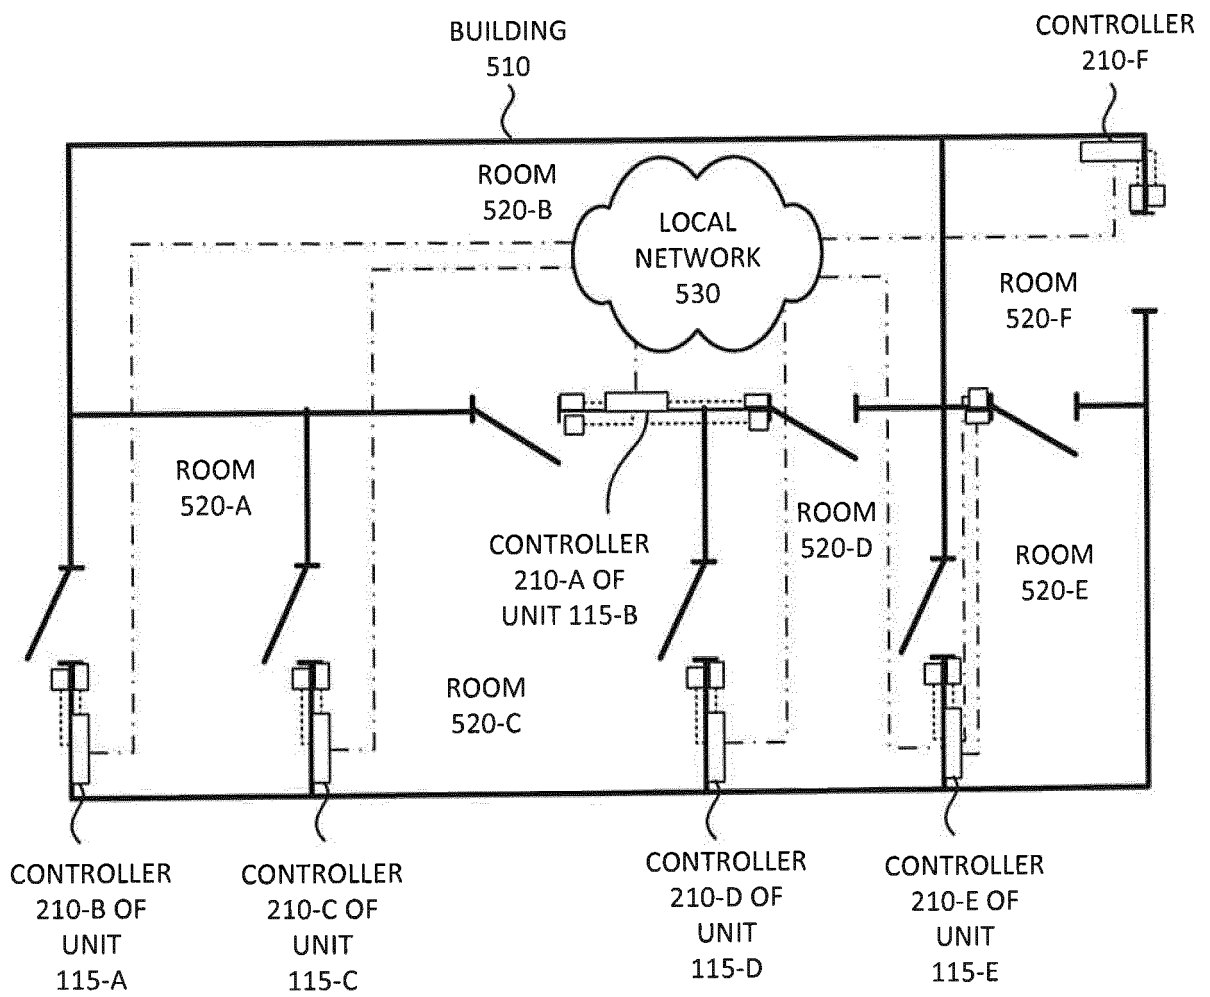 BUILDING
510
CONTROLLER
210-F
ROOM
520-B
LOCAL
NETWORK
530
ROOM
520-F
ROOM
520-A
ROOM
520-D
CONTROLLER
210-A OF
UNIT 115-B
ROOM
520-E
ROOM
520-C
CONTROLLER
210-B OF
UNIT
115-A
CONTROLLER
210-C OF
UNIT
115-C
CONTROLLER
210-D OF
UNIT
115-D
CONTROLLER
210-E OF
UNIT
115-E